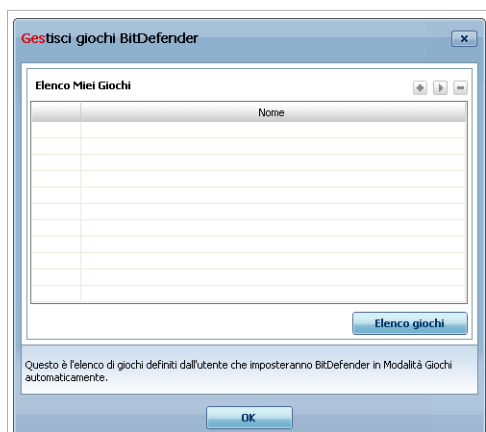 Gestisci giochi BitDefender
Elenco Miei Giochi
Nome
Elenco giochi
Questo è l'elenco di giochi definiti dall'utente che imposteranno BitDefender in Modalità Giochi
automaticamente.
OK